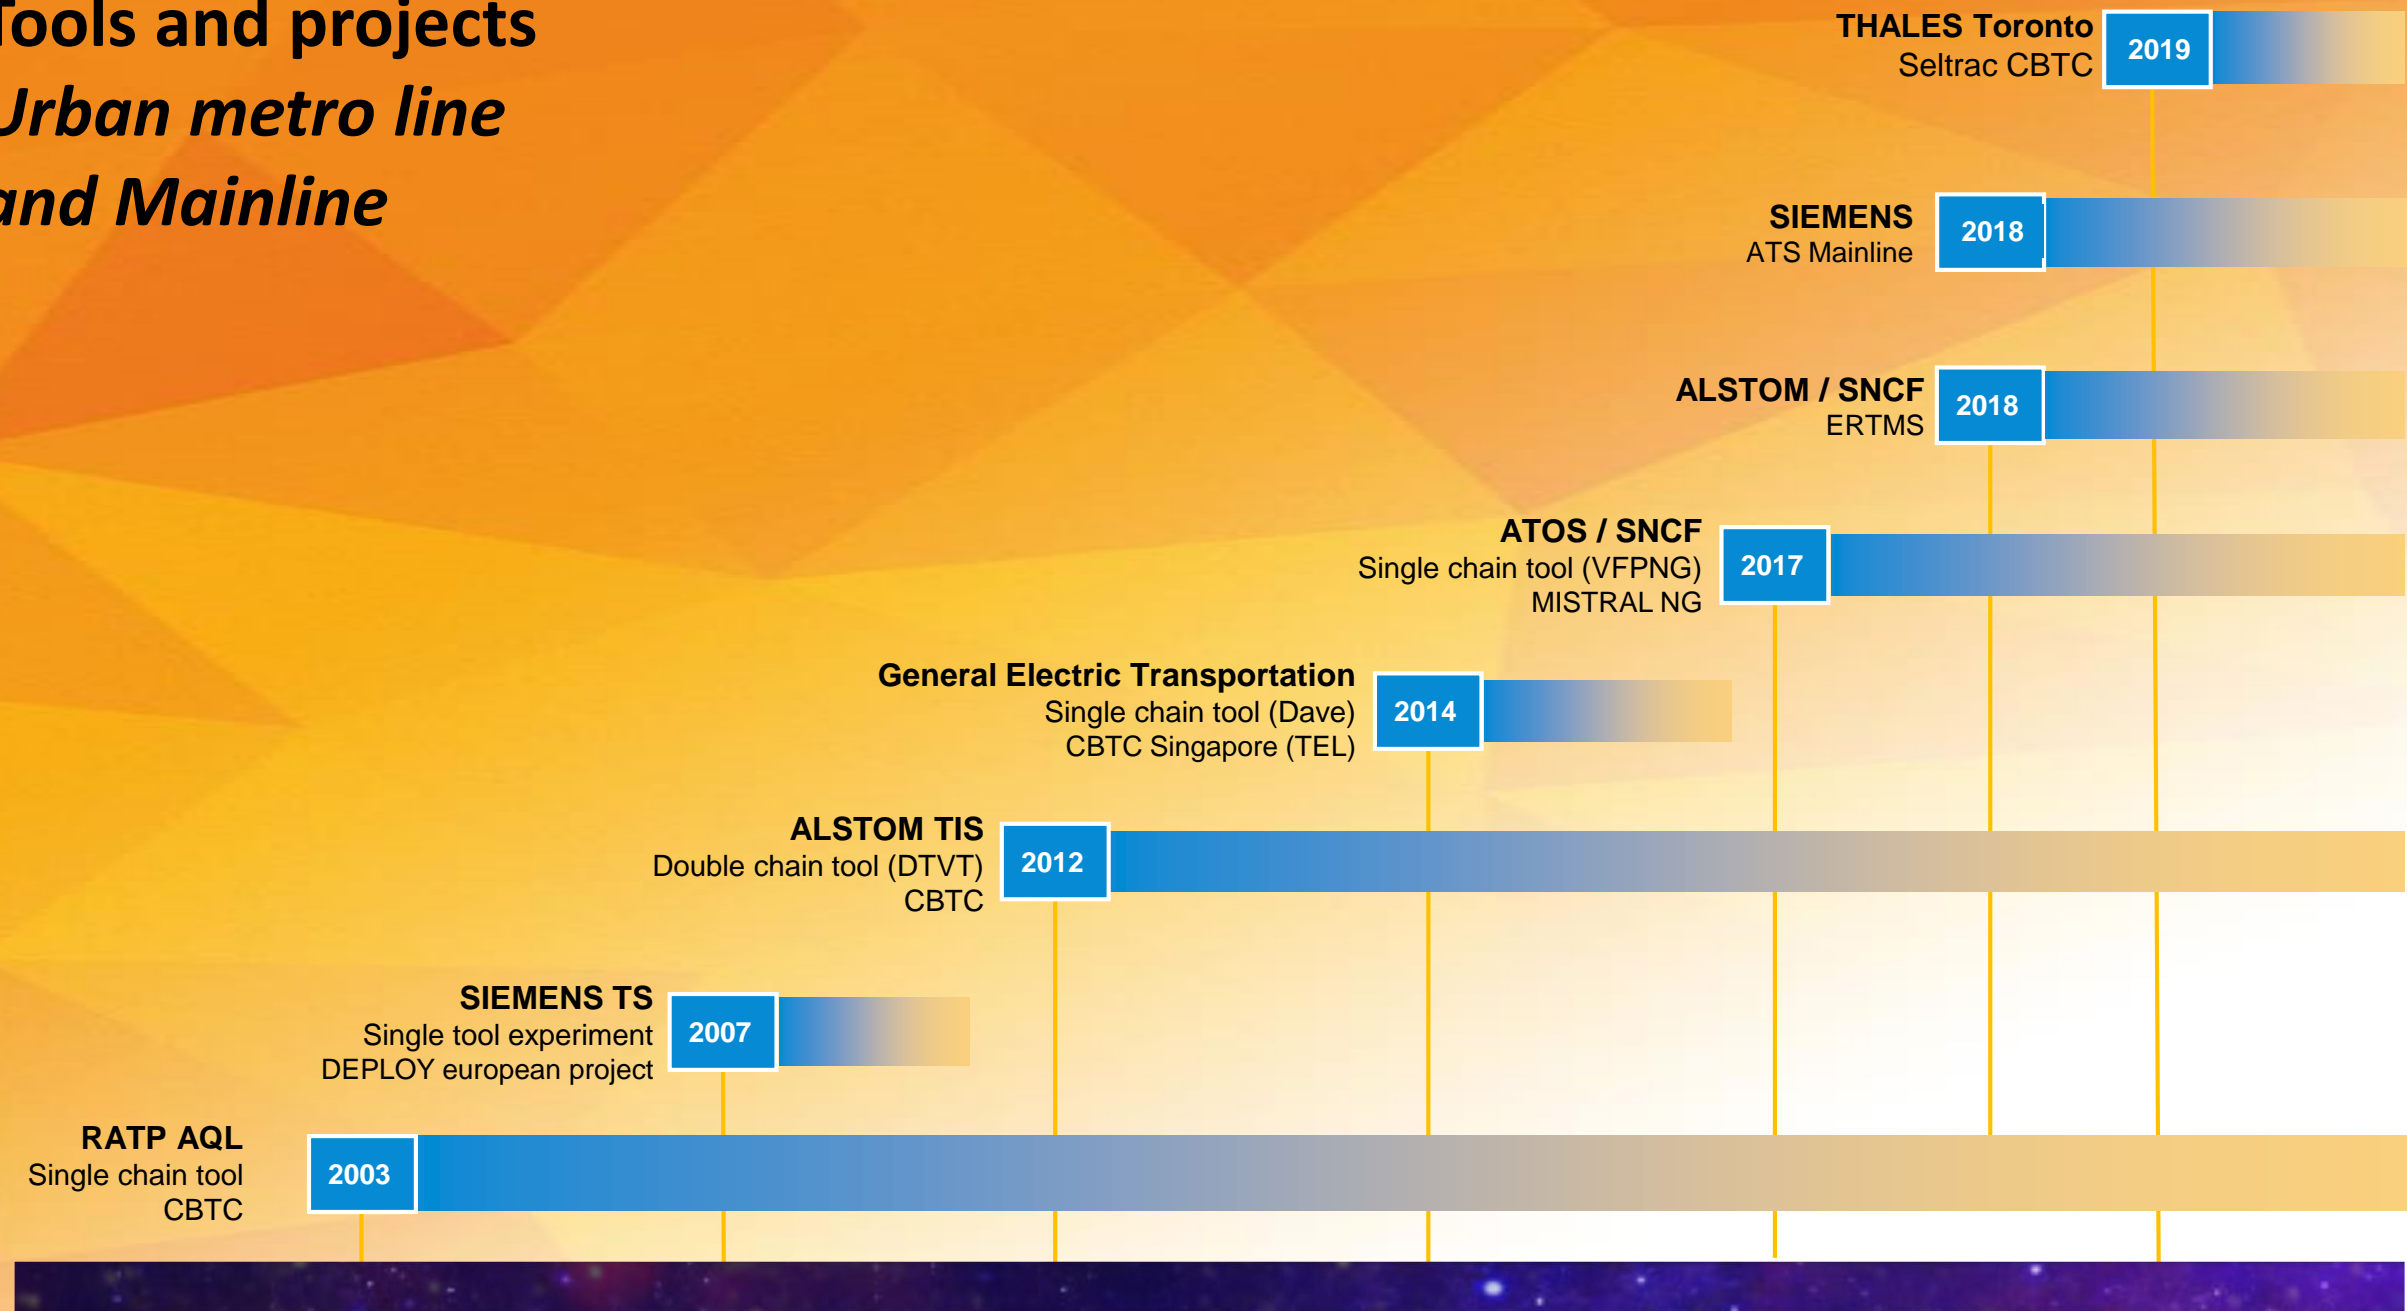 Tools and projects
Urban metro line
and Mainline
THALES Toronto
Seltrac CBTC
2019
SIEMENS
ATS Mainline
2018
ALSTOM / SNCF
ERTMS
2018
ATOS / SNCF
Single chain tool (VFPNG)
MISTRAL NG
2017
General Electric Transportation
Single chain tool (Dave)
CBTC Singapore (TEL)
2014
ALSTOM TIS
Double chain tool (DTVT)
CBTC
2012
SIEMENS TS
Single tool experiment
DEPLOY european project
2007
RATP AQL
Single chain tool
CBTC
2003